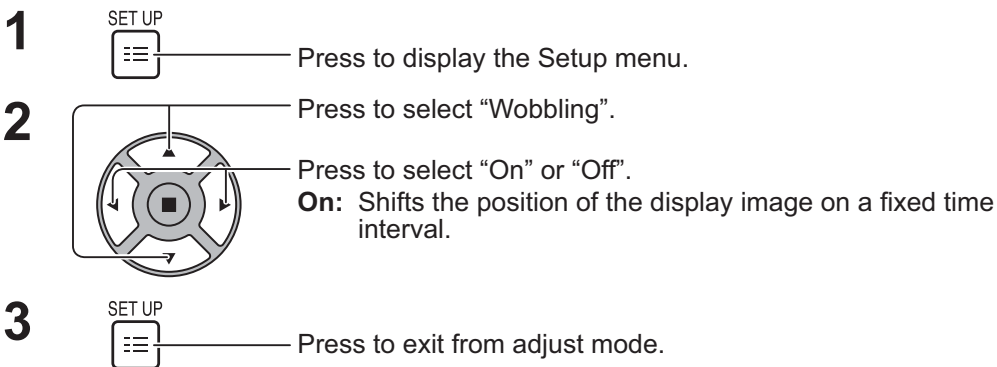 1
SET UP
Press to display the Setup menu.
2
Press to select “Wobbling”.
Press to select “On” or “Off”.
On: Shifts the position of the display image on a fixed time
interval.
3
SET UP
Press to exit from adjust mode.